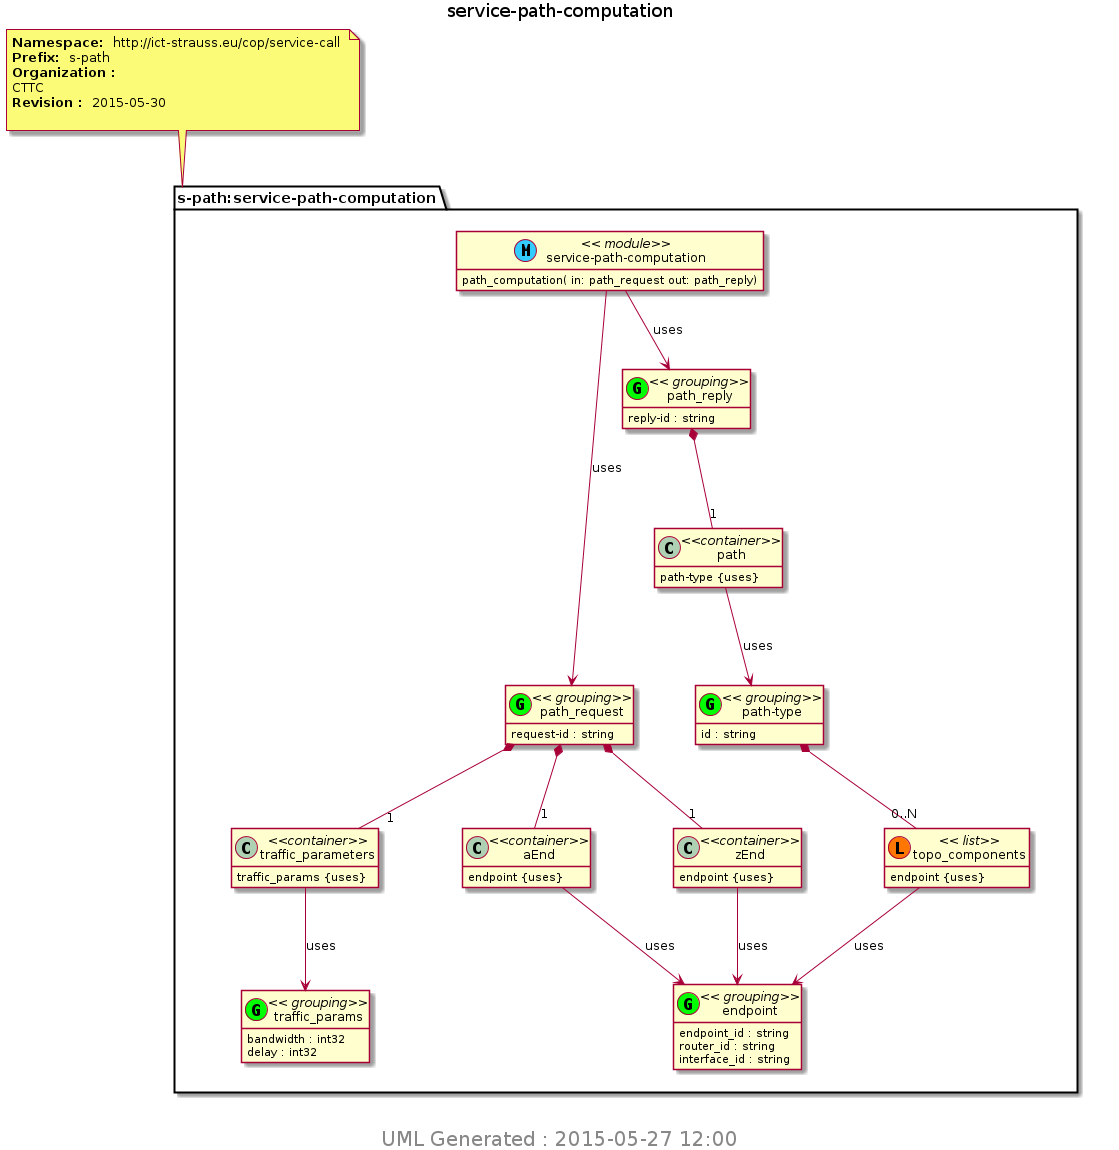 service-path-computation
Namespace: http://ict-strauss.eu/cop/service-call
Prefix: s-path
Organization :
CTTC
Revision : 2015-05-30
s-path:service-path-computation
M
<< module>>
service-path-computation
path_computation( in: path_request out: path_reply)
uses
G
<< grouping>>
path_reply
reply-id : string
uses
1
C
<<container>>
path
path-type {uses}
uses
G
<< grouping>>
path_request
request-id : string
G
<< grouping>>
path-type
id : string
1
1
1
0..N
C
<<container>>
traffic_parameters
traffic_params {uses}
C
<<container>>
aEnd
endpoint {uses}
C
<<container>>
zEnd
endpoint {uses}
L
<< list>>
topo_components
endpoint {uses}
uses
uses
uses
uses
G
<< grouping>>
traffic_params
bandwidth : int32
delay : int32
G
<< grouping>>
endpoint
endpoint_id : string
router_id : string
interface_id : string
UML Generated : 2015-05-27 12:00